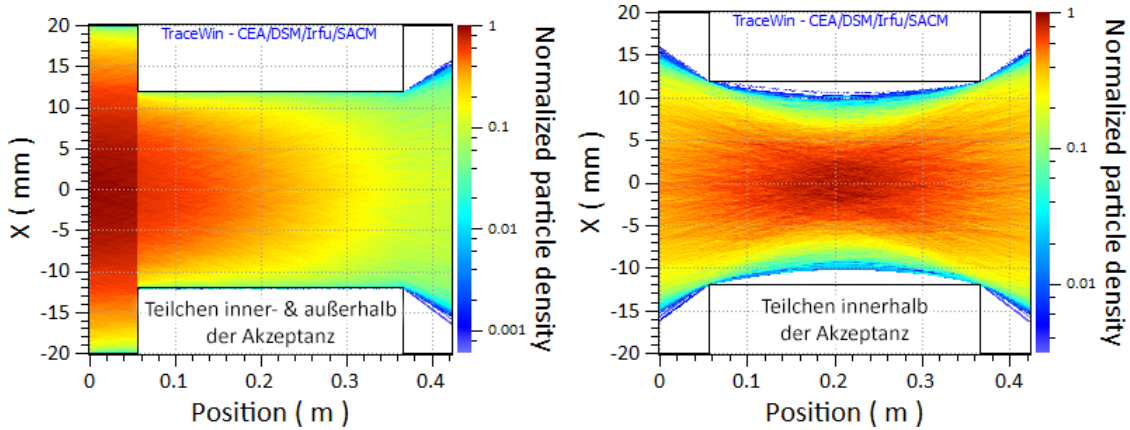 TraceWin - CEA/DSM/Irfu/SACM
20
15
10
5
0
-5
-10
-15
-20
X ( mm )
Teilchen inner- & außerhalb
der Akzeptanz
0
0.1
0.2
0.3
0.4
Position ( m )
1
0.1
0.01
0.001
Normalized particle density
TraceWin - CEA/DSM/Irfu/SACM
20
15
10
5
0
-5
-10
-15
-20
X ( mm )
Teilchen innerhalb
der Akzeptanz
0
0.1
0.2
0.3
0.4
Position ( m )
1
0.1
0.01
Normalized particle density